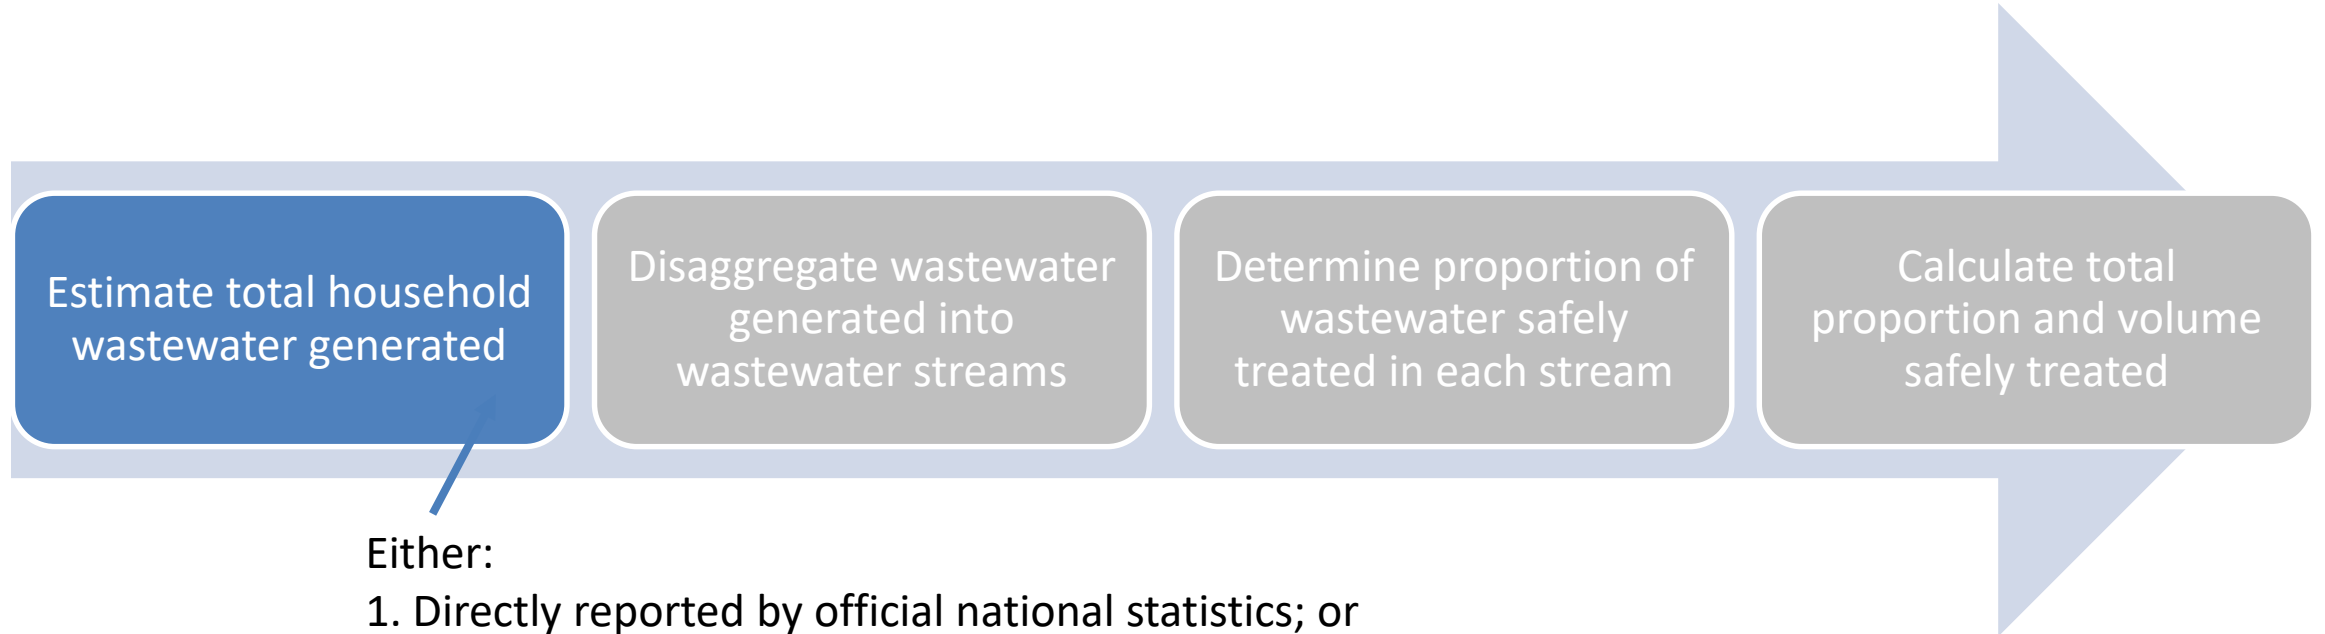 Estimate total household
wastewater generated
Disaggregate wastewater
generated into
wastewater streams
Determine proportion of
wastewater safely
treated in each stream
Calculate total
proportion and volume
safely treated
Either:
1. Directly reported by official national statistics; or